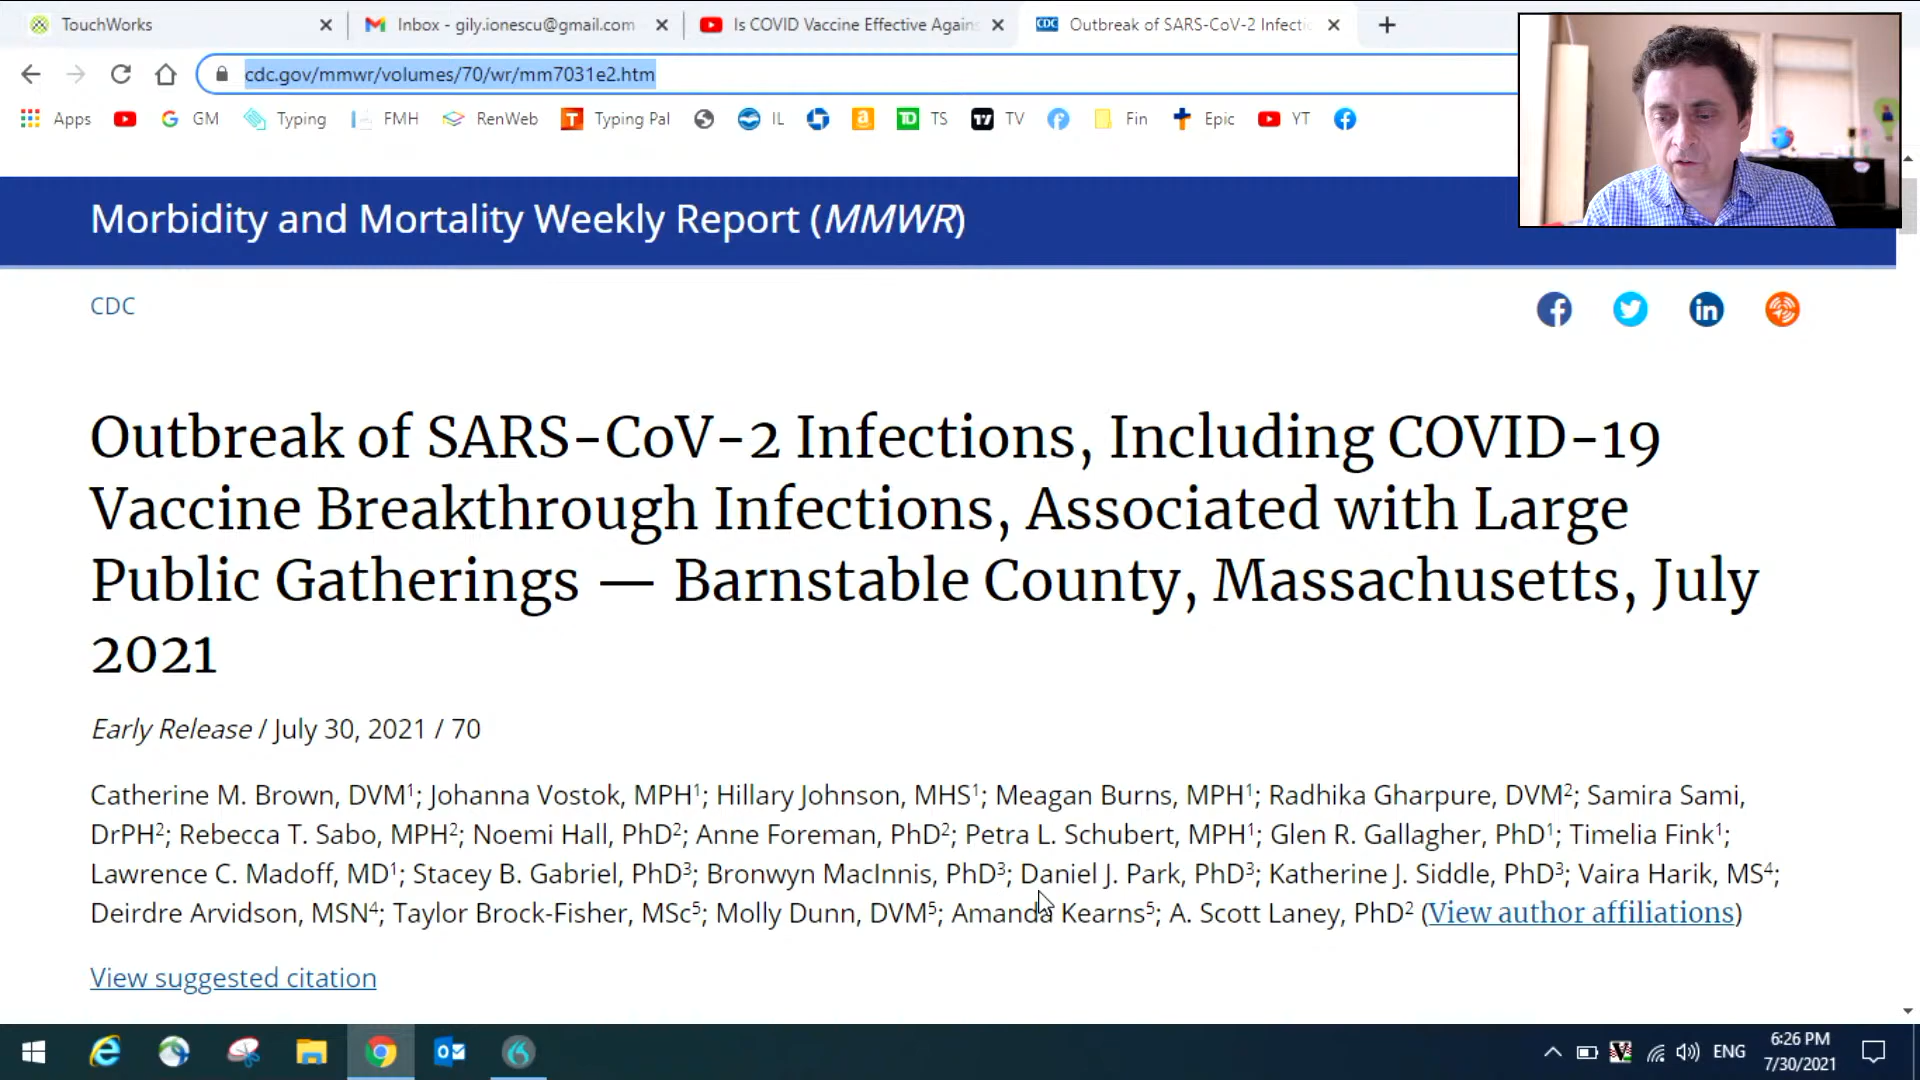 TouchWorks
Inbox - gily.ionescu@gmail.com
Is COVID Vaccine Effective Again
CDC Outbreak of SARS-CoV-2 Infecti
cdc.gov/mmwr/volumes/70/wr/mm7031e2.htm
Apps G GM Typing FMH RenWeb T Typing Pal IL a TD TS TV Fin Epic YT
Morbidity and Mortality Weekly Report (MMWR)
CDC
Outbreak of SARS-CoV-2 Infections, Including COVID-19
Vaccine Breakthrough Infections, Associated with Large
Public Gatherings — Barnstable County, Massachusetts, July
2021
Early Release / July 30, 2021 / 70
Catherine M. Brown, DVM¹; Johanna Vostok, MPH¹; Hillary Johnson, MHS¹; Meagan Burns, MPH¹; Radhika Gharpure, DVM²; Samira Sami,
DrPH²; Rebecca T. Sabo, MPH²; Noemi Hall, PhD²; Anne Foreman, PhD²; Petra L. Schubert, MPH¹; Glen R. Gallagher, PhD¹; Timelia Fink¹;
Lawrence C. Madoff, MD¹; Stacey B. Gabriel, PhD³; Bronwyn MacInnis, PhD³; Daniel J. Park, PhD³; Katherine J. Siddle, PhD³; Vaira Harik, MS⁴;
Deirdre Arvidson, MSN⁴; Taylor Brock-Fisher, MSc⁵; Molly Dunn, DVM⁵; Amanda Kearns⁵; A. Scott Laney, PhD² (View author affiliations)
View suggested citation
ENG
6:26 PM
7/30/2021